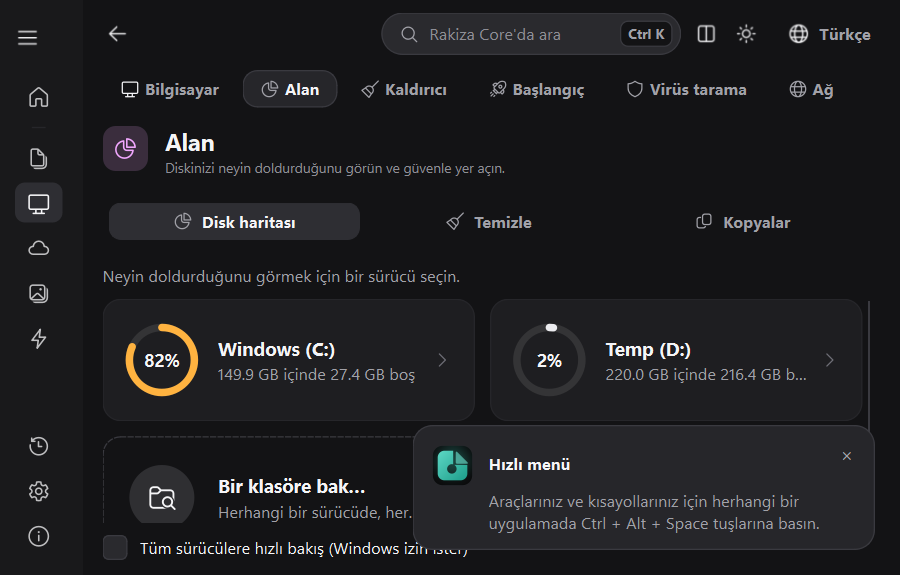 Rakiza Core'da ara
Ctrl K
Türkçe
Bilgisayar
Alan
Kaldırıcı
Başlangıç
Virüs tarama
Ağ
Alan
Diskinizi neyin doldurduğunu görün ve güvenle yer açın.
Disk haritası
Temizle
Kopyalar
Neyin doldurduğunu görmek için bir sürücü seçin.
82%
Windows (C:)
149.9 GB içinde 27.4 GB boş
2%
Temp (D:)
220.0 GB içinde 216.4 GB b...
Bir klasöre bak...
Herhangi bir sürücüde, her.
Tüm sürücülere hızlı bakış (Windows izin ister)
Hızlı menü
Araçlarınız ve kısayollarınız için herhangi bir
uygulamada Ctrl + Alt + Space tuşlarına basın.